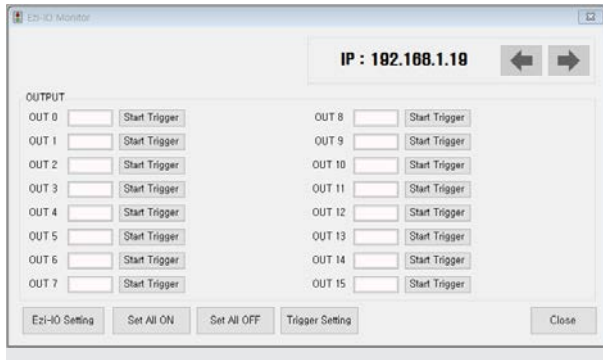 Ezi-IO Monitor
IP : 192.168.1.19
OUTPUT
OUT 0 Start Trigger OUT 8 Start Trigger
OUT 1 Start Trigger OUT 9 Start Trigger
OUT 2 Start Trigger OUT 10 Start Trigger
OUT 3 Start Trigger OUT 11 Start Trigger
OUT 4 Start Trigger OUT 12 Start Trigger
OUT 5 Start Trigger OUT 13 Start Trigger
OUT 6 Start Trigger OUT 14 Start Trigger
OUT 7 Start Trigger OUT 15 Start Trigger
Ezi-IO Setting Set All ON Set All OFF Trigger Setting Close